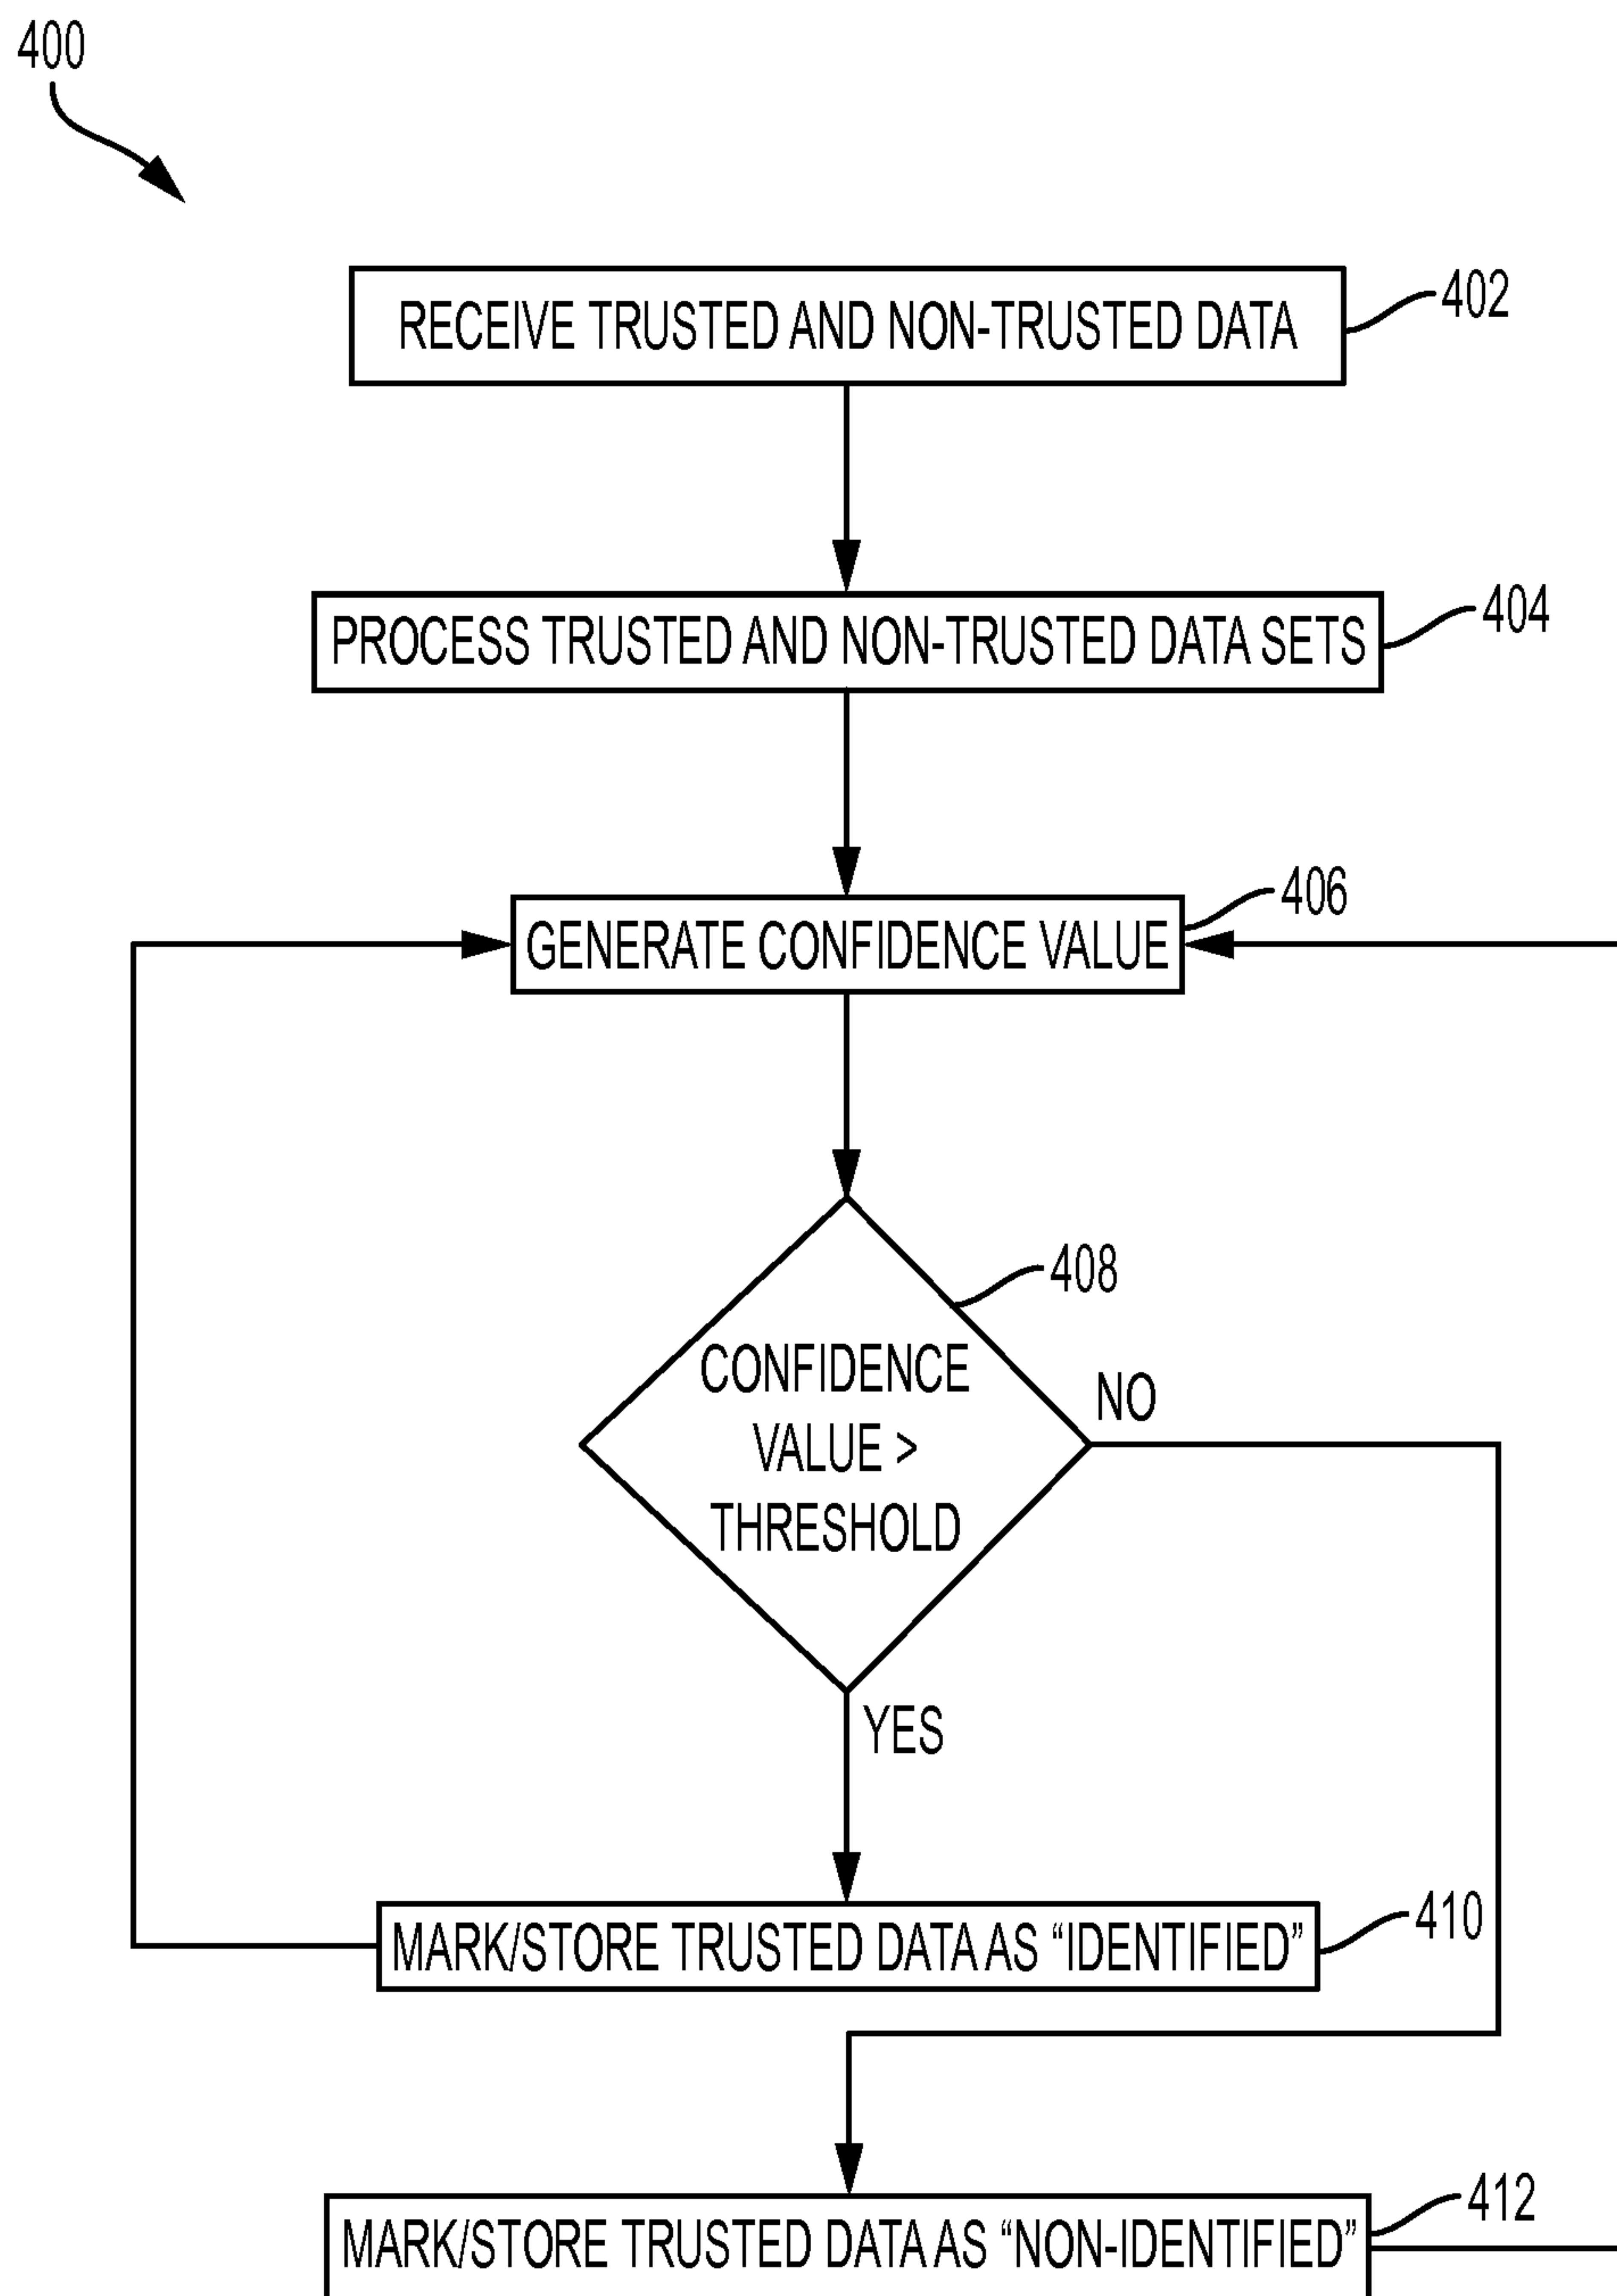 400
RECEIVE TRUSTED AND NON-TRUSTED DATA
402
PROCESS TRUSTED AND NON-TRUSTED DATA SETS
404
GENERATE CONFIDENCE VALUE
406
408
CONFIDENCE
VALUE >
THRESHOLD
NO
YES
MARK/STORE TRUSTED DATA AS “IDENTIFIED”
410
MARK/STORE TRUSTED DATA AS “NON-IDENTIFIED”
412